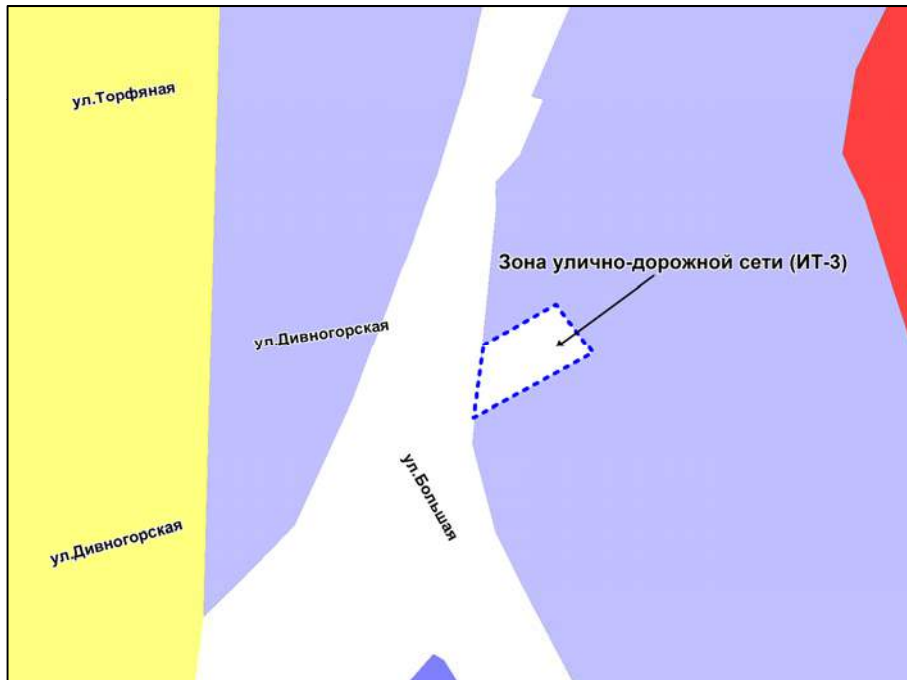 ул.Торфяная
Зона улично-дорожной сети (ИТ-3)
ул.Дивногорская
ул.Большая
ул.Дивногорская